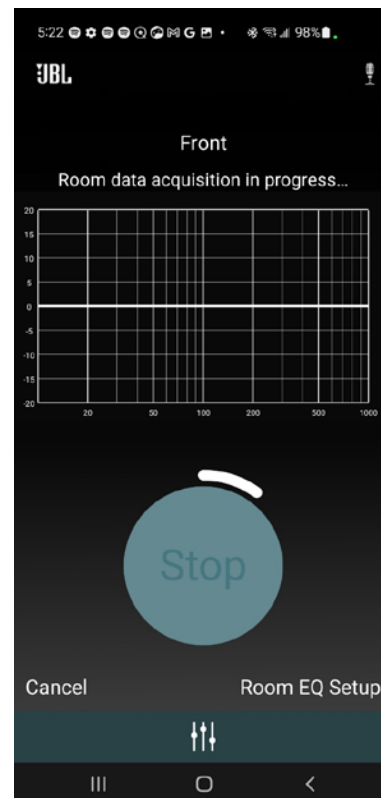 5:22 98%
JBL
Front
Room data acquisition in progress...
20
15
10
5
0
-5
-10
-15
-20
20 50 100 200 500 1000
Stop
Cancel Room EQ Setup